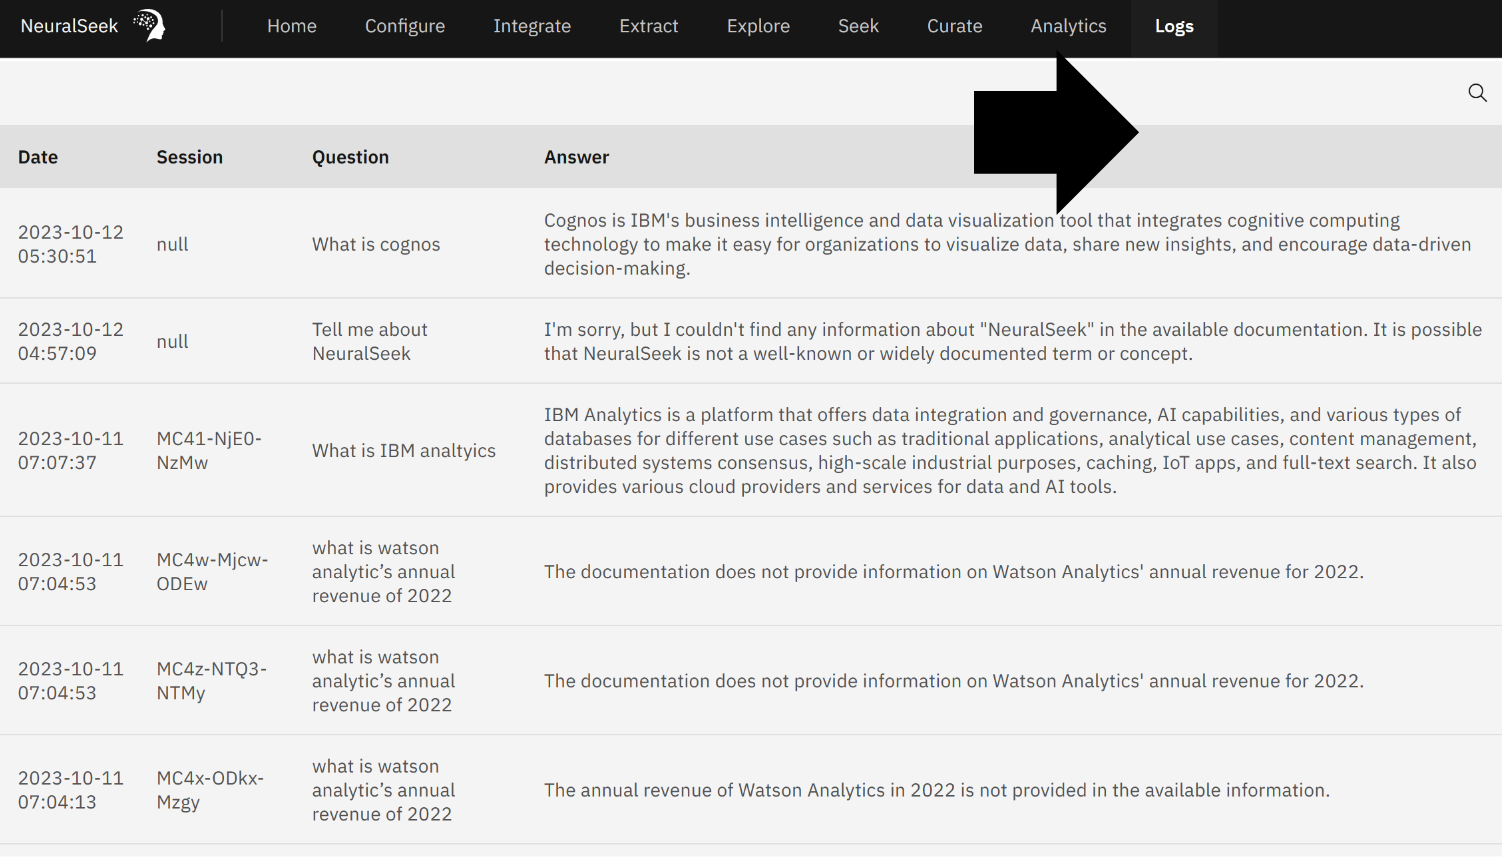 NeuralSeek Home Configure Integrate Extract Explore Seek Curate Analytics Logs
Date Session Question Answer
2023-10-12
05:30:51
null
What is cognos
Cognos is IBM's business intelligence and data visualization tool that integrates cognitive computing
technology to make it easy for organizations to visualize data, share new insights, and encourage data-driven
decision-making.
2023-10-12
04:57:09
null
Tell me about
NeuralSeek
I'm sorry, but I couldn't find any information about "NeuralSeek" in the available documentation. It is possible
that NeuralSeek is not a well-known or widely documented term or concept.
2023-10-11
07:07:37
MC41-NjE0-
NzMw
What is IBM analtyics
IBM Analytics is a platform that offers data integration and governance, AI capabilities, and various types of
databases for different use cases such as traditional applications, analytical use cases, content management,
distributed systems consensus, high-scale industrial purposes, caching, IoT apps, and full-text search. It also
provides various cloud providers and services for data and AI tools.
2023-10-11
07:04:53
MC4w-Mjcw-
ODEw
what is watson
analytic’s annual
revenue of 2022
The documentation does not provide information on Watson Analytics' annual revenue for 2022.
2023-10-11
07:04:53
MC4z-NTQ3-
NTMy
what is watson
analytic’s annual
revenue of 2022
The documentation does not provide information on Watson Analytics' annual revenue for 2022.
2023-10-11
07:04:13
MC4x-ODkx-
Mzgy
what is watson
analytic’s annual
revenue of 2022
The annual revenue of Watson Analytics in 2022 is not provided in the available information.